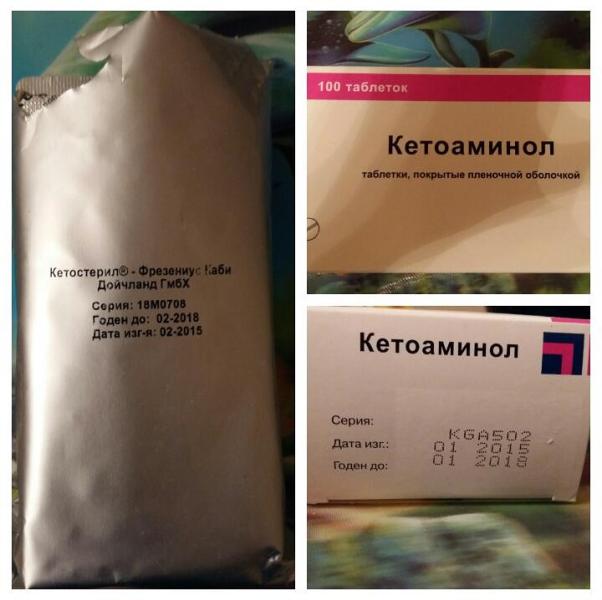 Кетостерил® - Фрезениус Каби
Дойчланд ГмбХ
Серия: 18М0708
Годен до: 02-2018
Дата изг-я: 02-2015
100 таблеток
Кетоаминол
таблетки, покрытые пленочной оболочкой
Кетоаминол
Серия: KGA502
Дата изг.: 01 2015
Годен до: 01 2018